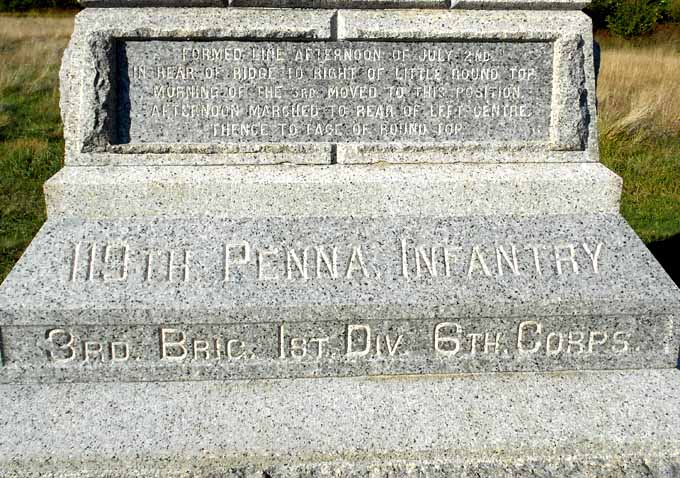 FORMED LINE AFTERNOON OF JULY 2ND
IN REAR OF RIDGE TO RIGHT OF LITTLE ROUND TOP.
MORNING OF THE 3RD. MOVED TO THIS POSITION.
AFTERNOON MARCHED TO REAR OF LEFT CENTRE,
THENCE TO FACE OF ROUND TOP.
119TH PENNA. INFANTRY
3RD. BRIG. 1ST. DIV. 6TH. CORPS.